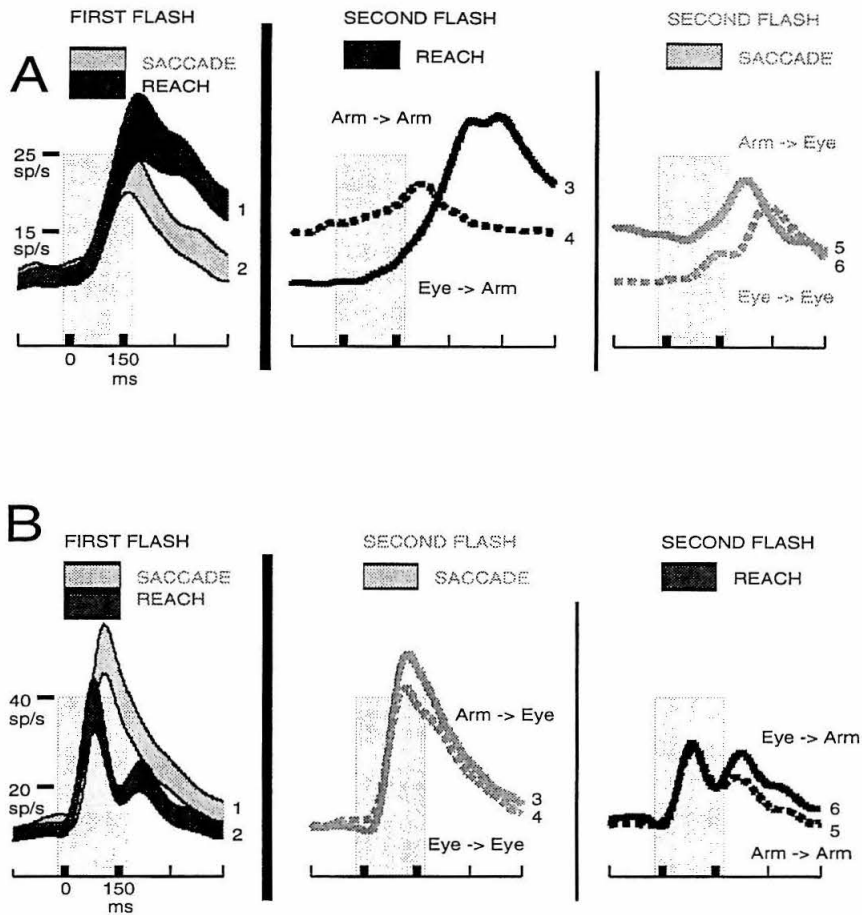 A
FIRST FLASH
SACCADE
REACH
25
sp/s
15
sp/s
1
2
0
150
ms
SECOND FLASH
REACH
Arm -> Arm
3
4
Eye -> Arm
SECOND FLASH
SACCADE
Arm -> Eye
5
6
Eye -> Eye
B
FIRST FLASH
SACCADE
REACH
40
sp/s
20
sp/s
1
2
0
150
ms
SECOND FLASH
SACCADE
Arm -> Eye
3
4
Eye -> Eye
SECOND FLASH
REACH
Eye -> Arm
6
5
Arm -> Arm